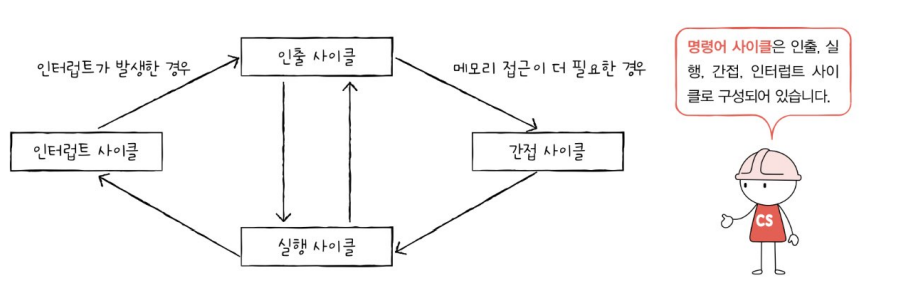 인출 사이클
인터럽트가 발생한 경우
메모리 접근이 더 필요한 경우
인터럽트 사이클
간접 사이클
실행 사이클
명령어 사이클은 인출, 실
행, 간접, 인터럽트 사이
클로 구성되어 있습니다.
CS